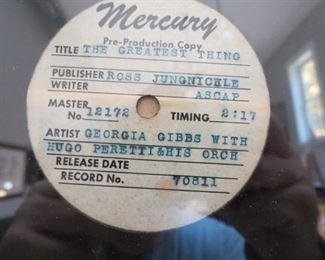 Mercury
Pre-Production Copy
TITLE THE GREATEST THING
PUBLISHER ROSS JUNGNICKLE
WRITER ASCAP
MASTER No. 12172 TIMING 2:17
ARTIST GEORGIA GIBBS WITH
HUGO PERETTI&HIS ORCH
RELEASE DATE
RECORD No. 70811